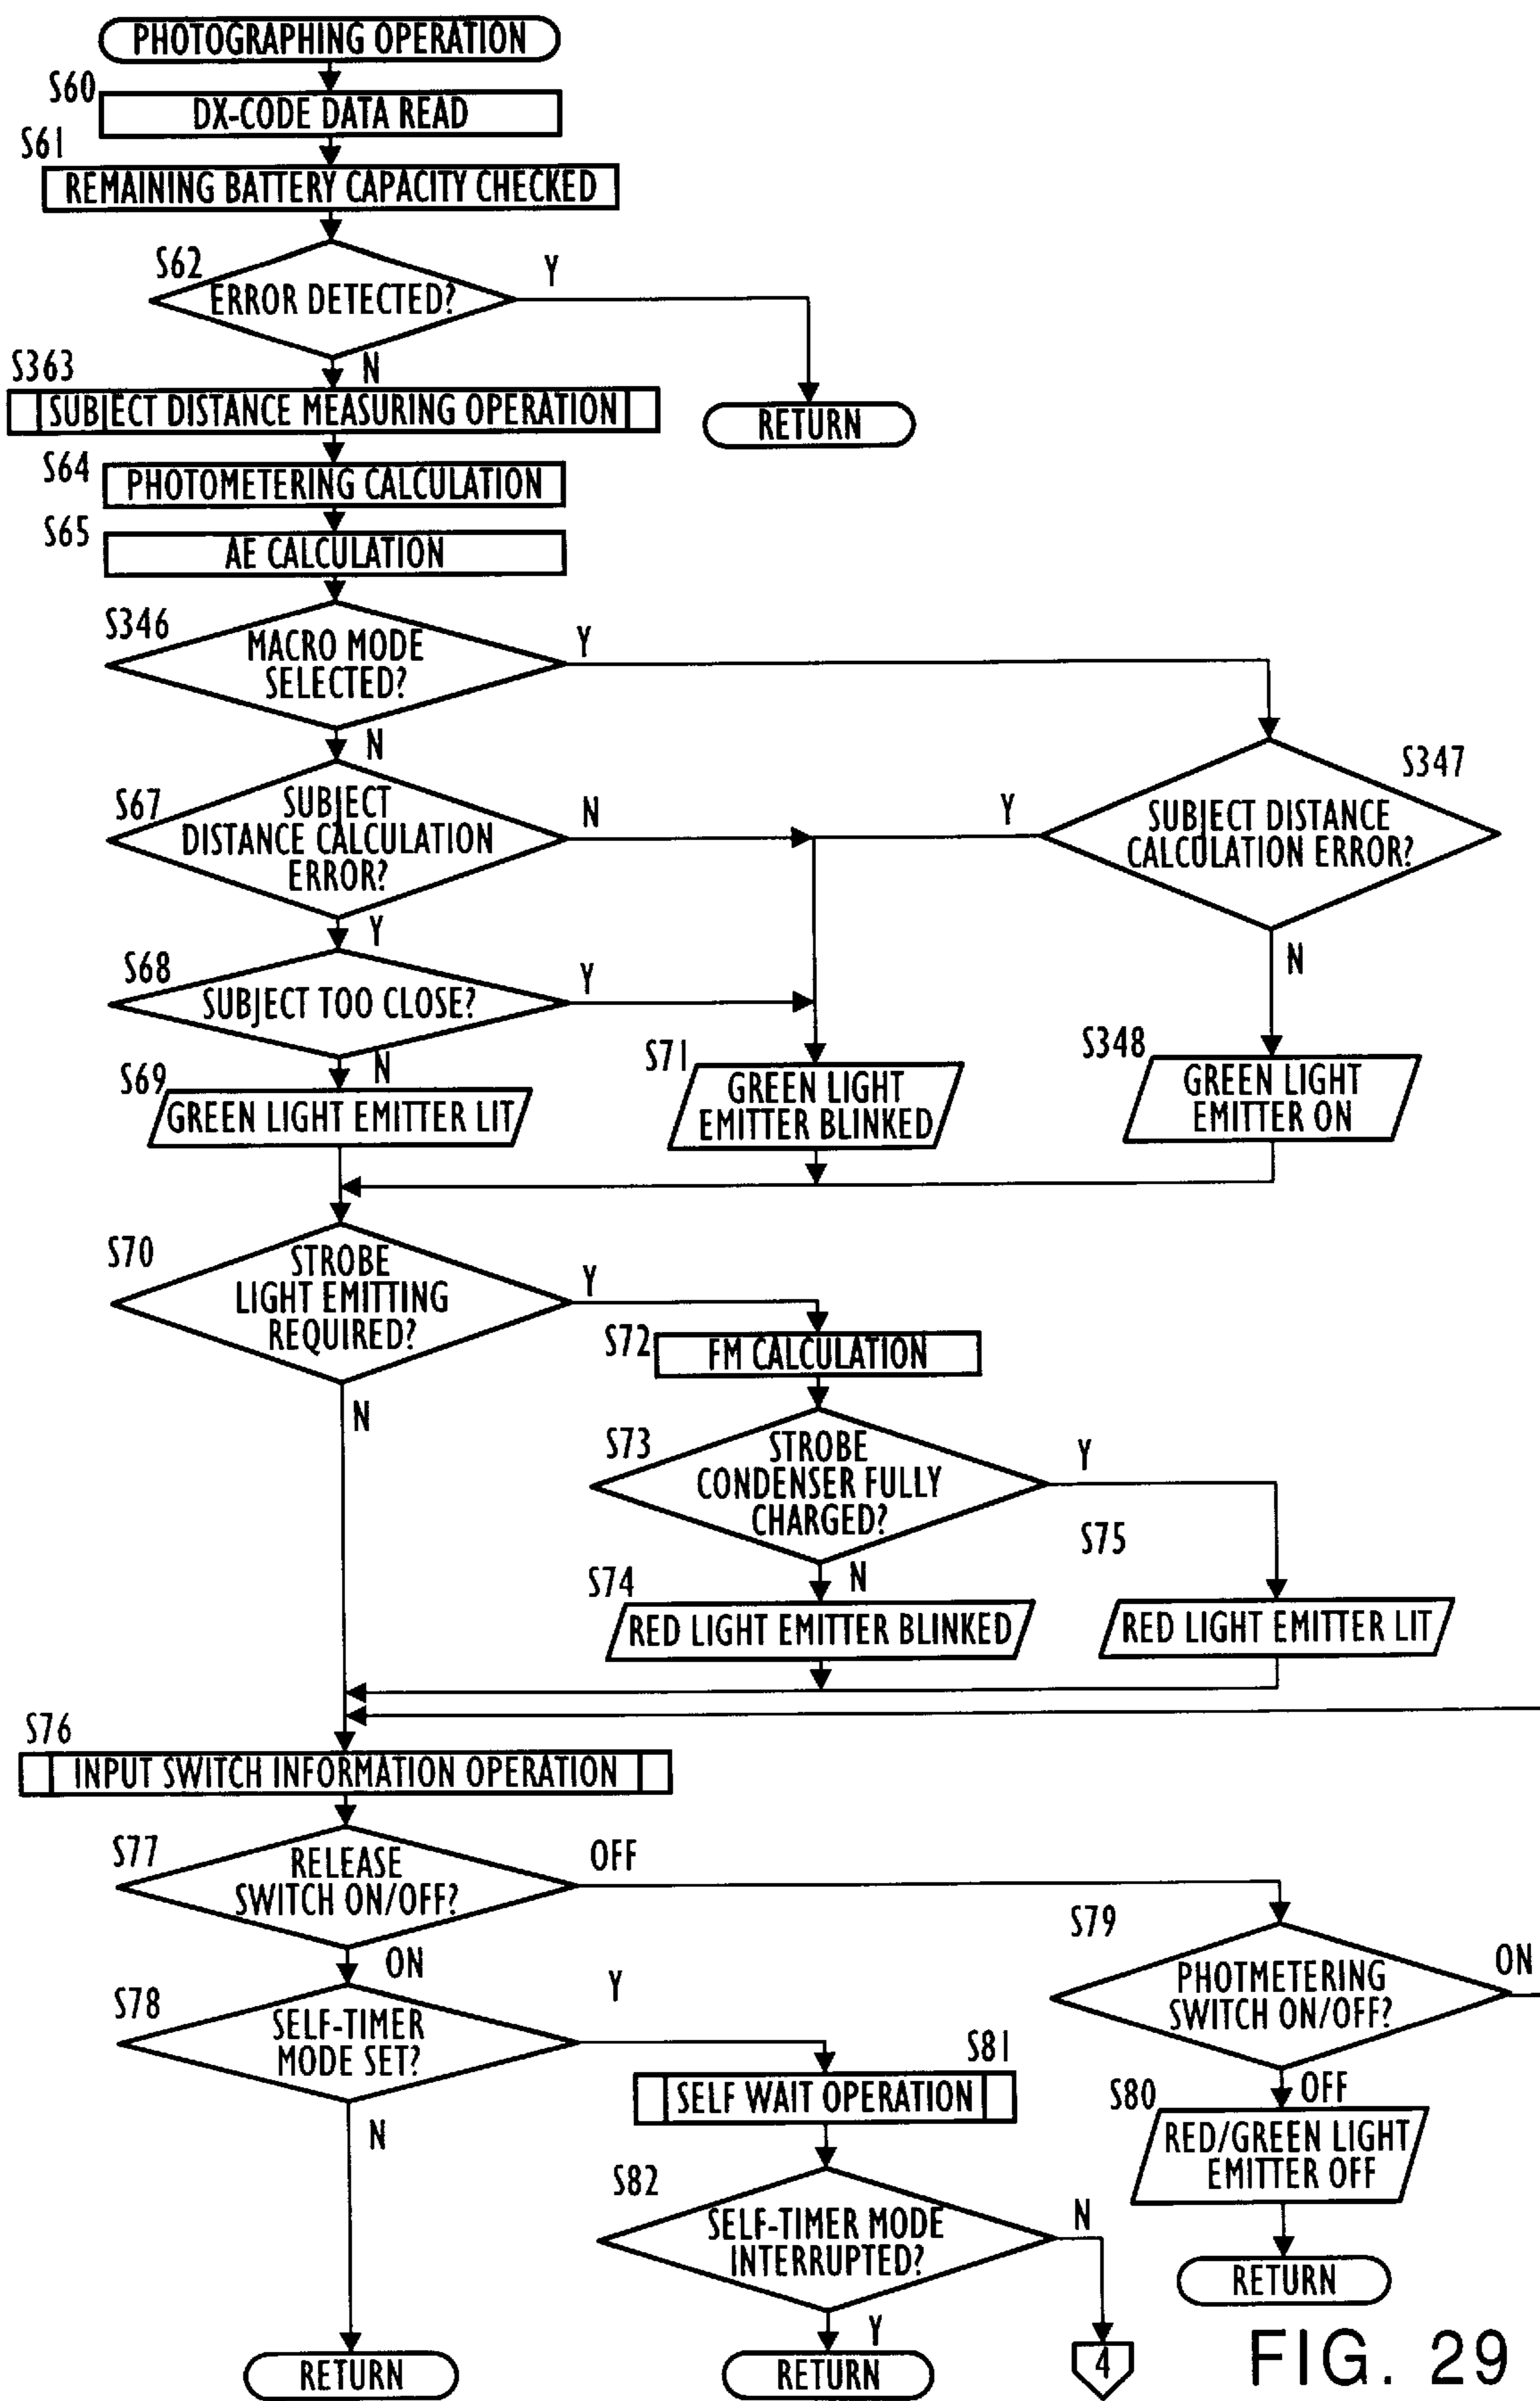 PHOTOGRAPHING OPERATION
S60
DX-CODE DATA READ
S61
REMAINING BATTERY CAPACITY CHECKED
S62
ERROR DETECTED?
Y
N
RETURN
S363
SUBJECT DISTANCE MEASURING OPERATION
S64
PHOTOMETERING CALCULATION
S65
AE CALCULATION
S346
MACRO MODE
SELECTED?
Y
N
S67
SUBJECT
DISTANCE CALCULATION
ERROR?
N
Y
S347
SUBJECT DISTANCE
CALCULATION ERROR?
Y
N
S68
SUBJECT TOO CLOSE?
Y
N
S69
GREEN LIGHT EMITTER LIT
S71
GREEN LIGHT
EMITTER BLINKED
S348
GREEN LIGHT
EMITTER ON
S70
STROBE
LIGHT EMITTING
REQUIRED?
Y
N
S72
FM CALCULATION
S73
STROBE
CONDENSER FULLY
CHARGED?
Y
N
S74
RED LIGHT EMITTER BLINKED
S75
RED LIGHT EMITTER LIT
S76
INPUT SWITCH INFORMATION OPERATION
S77
RELEASE
SWITCH ON/OFF?
OFF
ON
S78
SELF-TIMER
MODE SET?
Y
N
S79
PHOTMETERING
SWITCH ON/OFF?
ON
OFF
S80
RED/GREEN LIGHT
EMITTER OFF
RETURN
S81
SELF WAIT OPERATION
S82
SELF-TIMER MODE
INTERRUPTED?
N
Y
RETURN
RETURN
4
FIG. 29